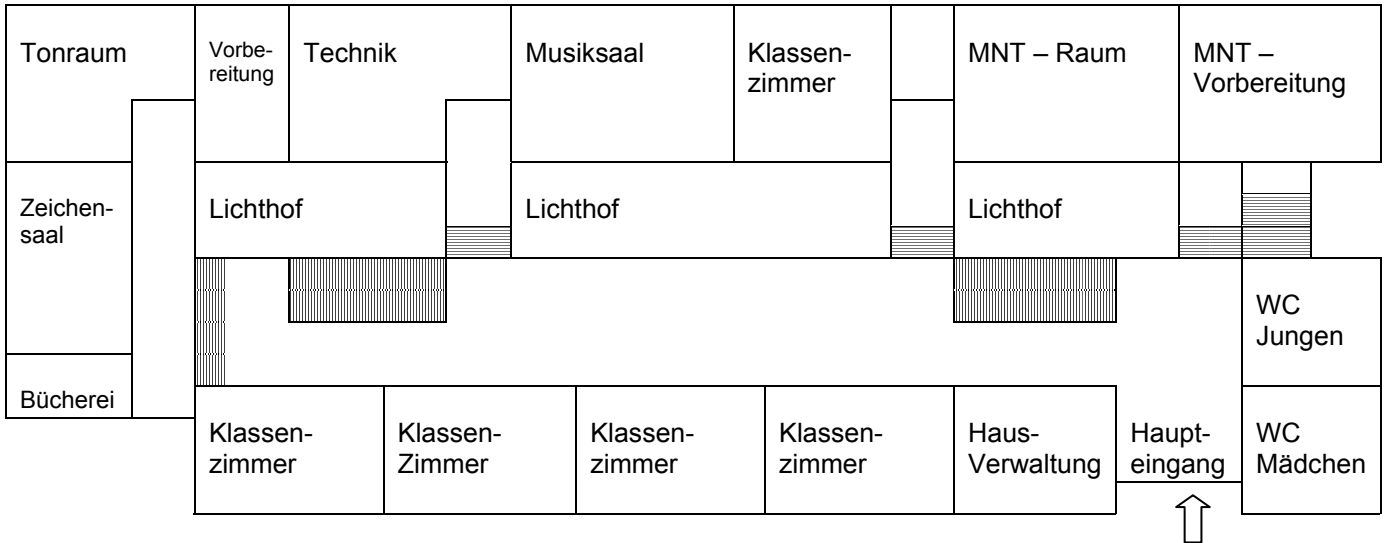 Tonraum
Vorbe-
reitung
Technik
Musiksaal
Klassen-
zimmer
MNT – Raum
MNT –
Vorbereitung
Zeichen-
saal
Lichthof
Lichthof
Lichthof
WC
Jungen
Bücherei
Klassen-
zimmer
Klassen-
Zimmer
Klassen-
zimmer
Klassen-
zimmer
Haus-
Verwaltung
Haupt-
eingang
WC
Mädchen